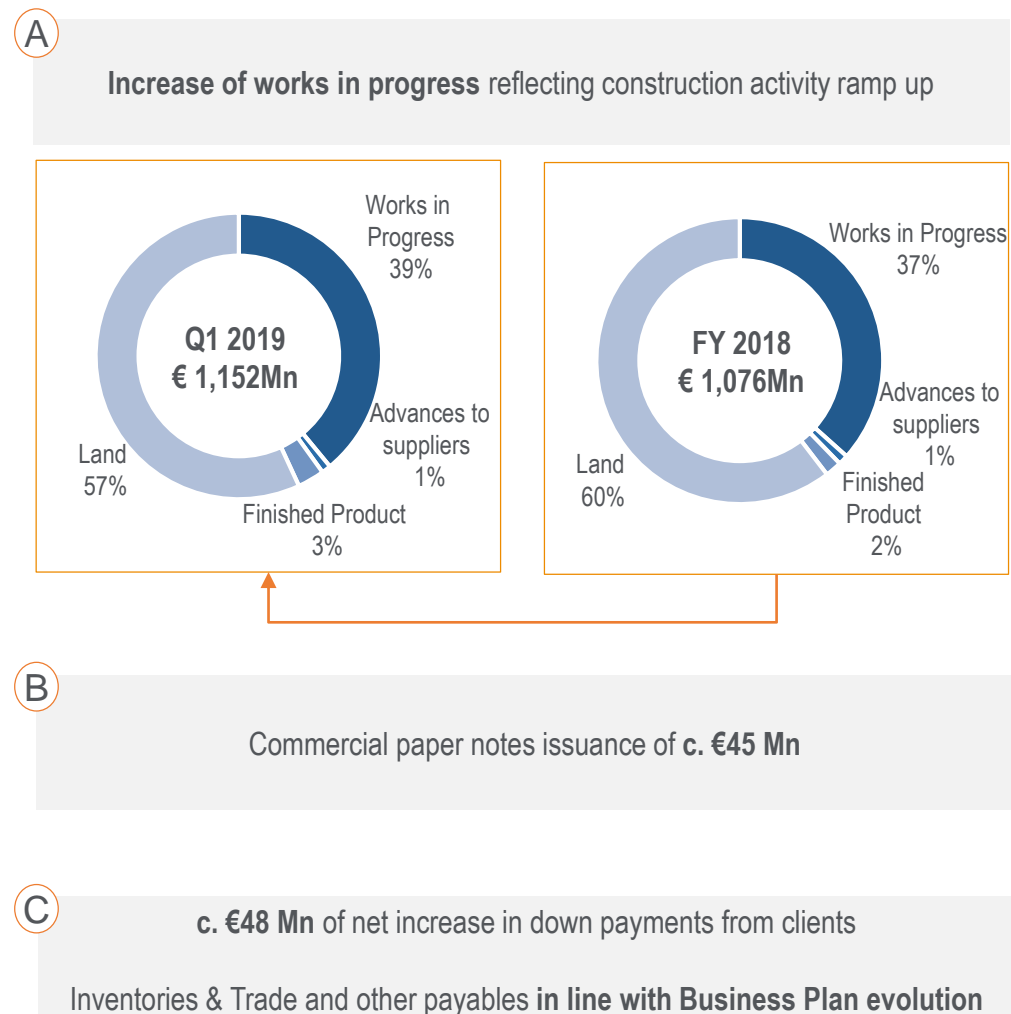 A
Increase of works in progress reflecting construction activity ramp up
Works in
Progress
39%
Q1 2019
€ 1,152Mn
Advances to
suppliers
1%
Land
57%
Finished Product
3%
Works in Progress
37%
FY 2018
€ 1,076Mn
Advances to
suppliers
1%
Land
60%
Finished
Product
2%
B
Commercial paper notes issuance of c. €45 Mn
C
c. €48 Mn of net increase in down payments from clients
Inventories & Trade and other payables in line with Business Plan evolution